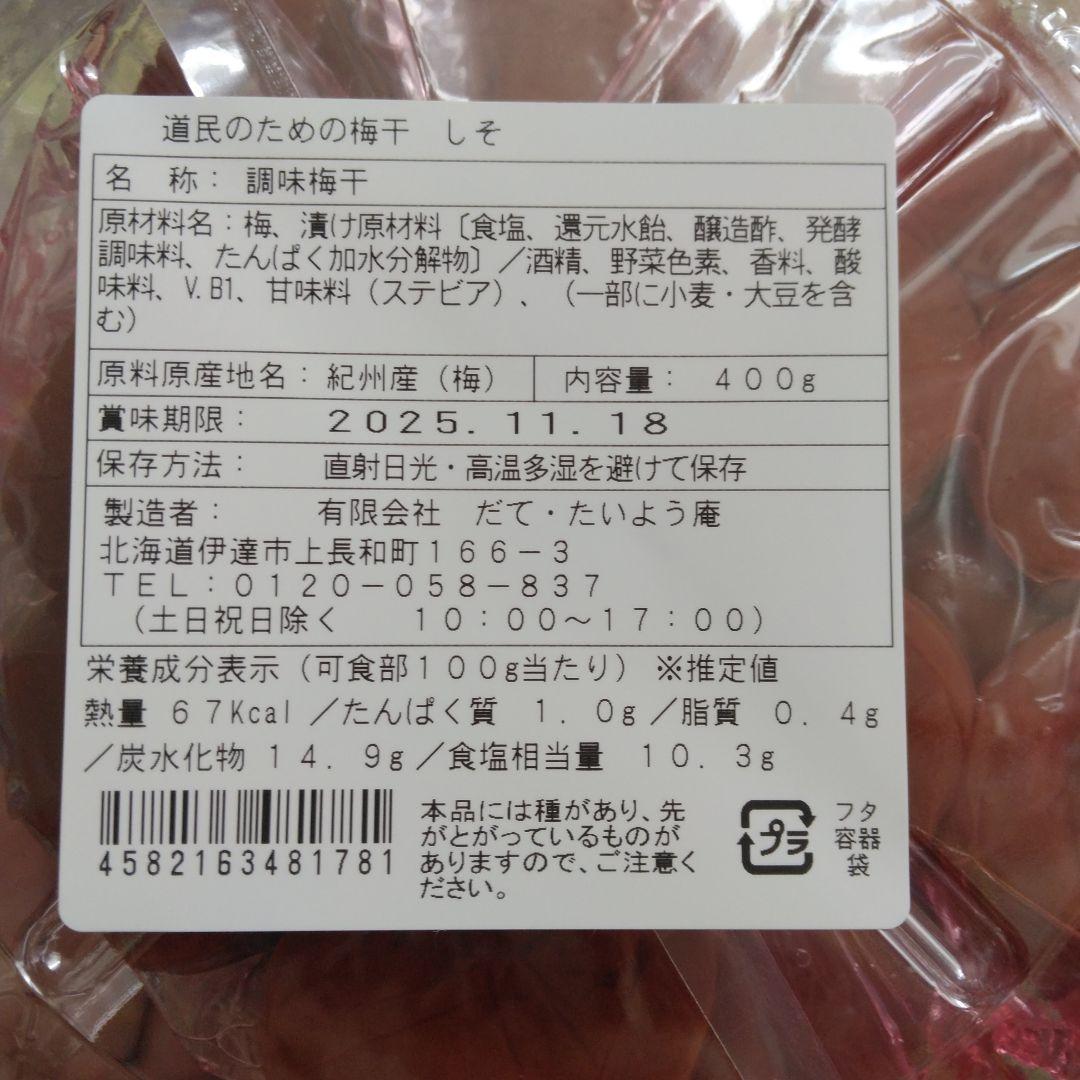 道民のための梅干　しそ
名　称：　調味梅干
原材料名：梅、漬け原材料〔食塩、還元水飴、醸造酢、発酵
調味料、たんぱく加水分解物〕／酒精、野菜色素、香料、酸
味料、V.B1、甘味料（ステビア）、（一部に小麦・大豆を含
む）
原料原産地名：紀州産（梅）　内容量：　４００g
賞味期限：　２０２５．１１．１８
保存方法：　直射日光・高温多湿を避けて保存
製造者：　有限会社　だて・たいよう庵
北海道伊達市上長和町１６６－３
ＴＥＬ：０１２０－０５８－８３７
（土日祝日除く　１０：００～１７：００）
栄養成分表示（可食部１００g当たり）※推定値
熱量　６７Kcal／たんぱく質　１．０g／脂質　０．４g
／炭水化物　１４．９g／食塩相当量　１０．３g
4582163481781
本品には種があり、先
がとがっているものが
ありますので、ご注意く
ださい。
プラ
フタ
容器
袋